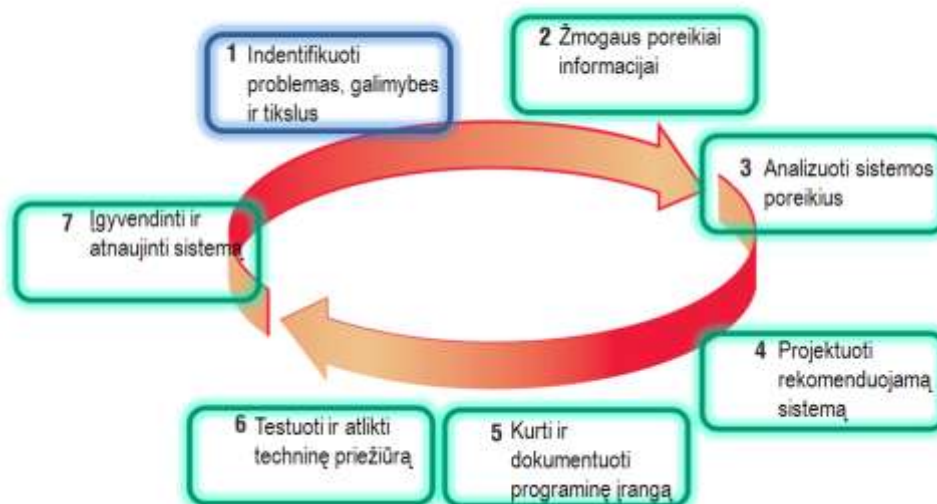 1 Indentifikuoti
problemas, galimybes
ir tikslus
2 Žmogaus poreikiai
informacijai
3 Analizuoti sistemos
poreikius
4 Projektuoti
rekomenduojamą
sistemą
5 Kurti ir
dokumentuoti
programinę įrangą
6 Testuoti ir atlikti
techninę priežiūrą
7 Įgyvendinti ir
atnaujinti sistemą